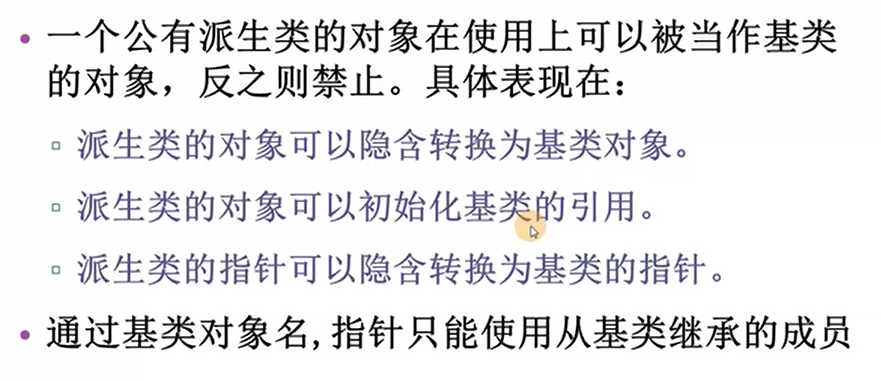 • 一个公有派生类的对象在使用上可以被当作基类
的对象，反之则禁止。具体表现在：
▫ 派生类的对象可以隐含转换为基类对象。
▫ 派生类的对象可以初始化基类的引用。
▫ 派生类的指针可以隐含转换为基类的指针。
• 通过基类对象名,指针只能使用从基类继承的成员